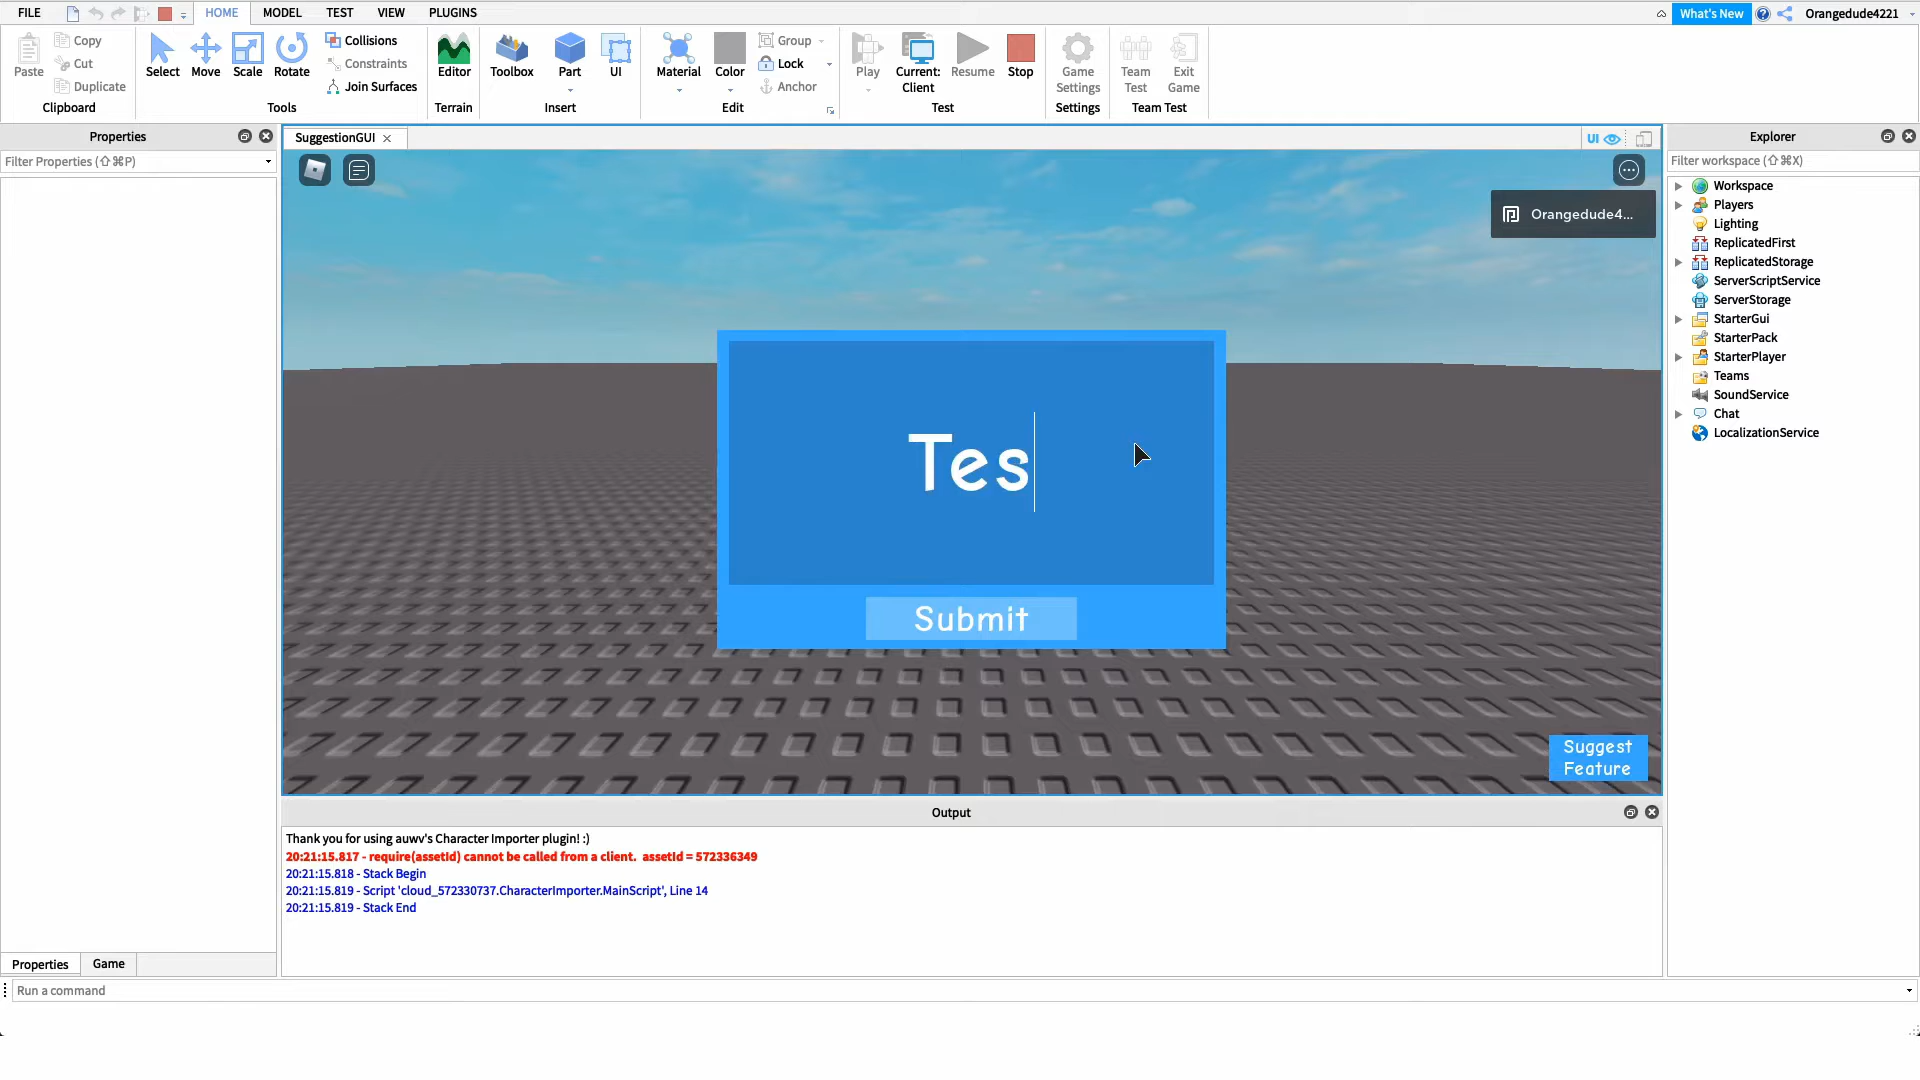 FILE
HOME
MODEL
TEST
VIEW
PLUGINS
What's New
Orangedude4221
Paste
Copy
Cut
Duplicate
Clipboard
Select
Move
Scale
Rotate
Collisions
Constraints
Join Surfaces
Tools
Editor
Terrain
Toolbox
Part
UI
Insert
Material
Color
Group
Lock
Anchor
Edit
Play
Current:
Client
Resume
Stop
Test
Game
Settings
Settings
Team
Test
Exit
Game
Team Test
Properties
Filter Properties (⇧⌘P)
SuggestionGUI
UI
Explorer
Filter workspace (⇧⌘X)
Orangedude4...
Workspace
Players
Lighting
ReplicatedFirst
ReplicatedStorage
ServerScriptService
ServerStorage
StarterGui
StarterPack
StarterPlayer
Teams
SoundService
Chat
LocalizationService
Tes
Submit
Suggest
Feature
Output
Thank you for using auwv's Character Importer plugin! :)
20:21:15.817 - require(assetId) cannot be called from a client.  assetId = 572336349
20:21:15.818 - Stack Begin
20:21:15.819 - Script 'cloud_572330737.CharacterImporter.MainScript', Line 14
20:21:15.819 - Stack End
Properties
Game
Run a command